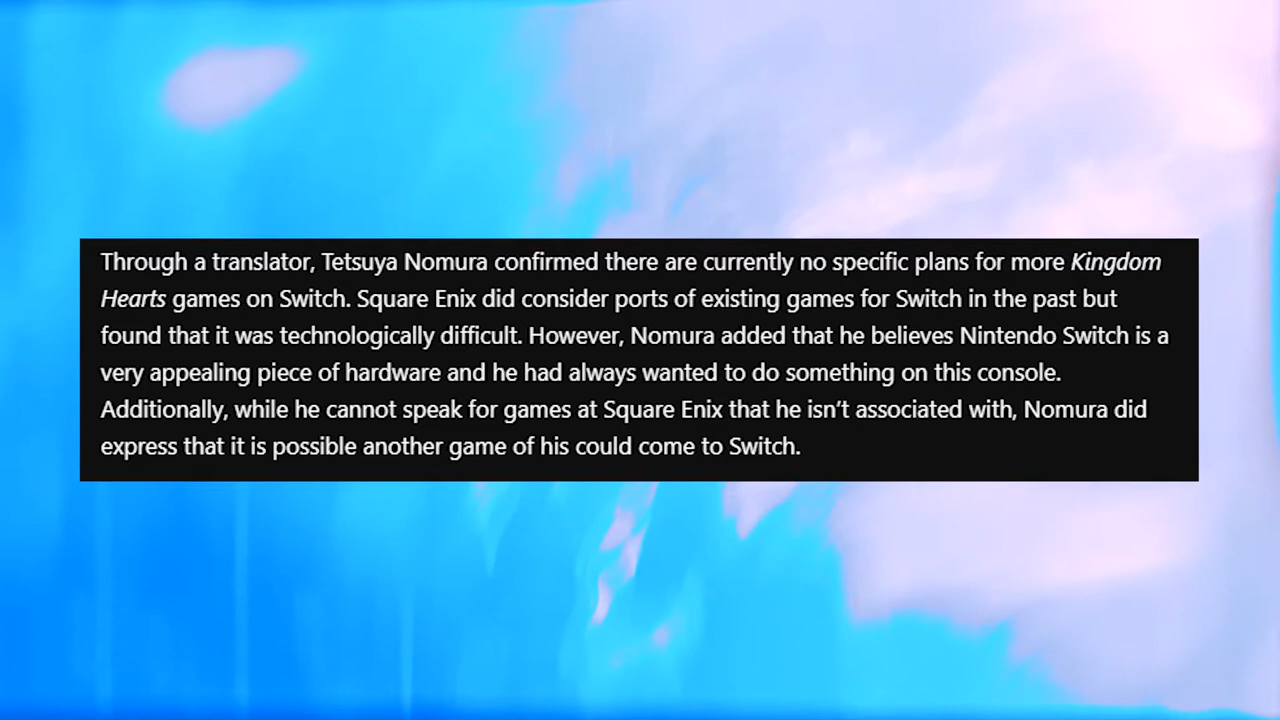 Through a translator, Tetsuya Nomura confirmed there are currently no specific plans for more Kingdom
Hearts games on Switch. Square Enix did consider ports of existing games for Switch in the past but
found that it was technologically difficult. However, Nomura added that he believes Nintendo Switch is a
very appealing piece of hardware and he had always wanted to do something on this console.
Additionally, while he cannot speak for games at Square Enix that he isn’t associated with, Nomura did
express that it is possible another game of his could come to Switch.